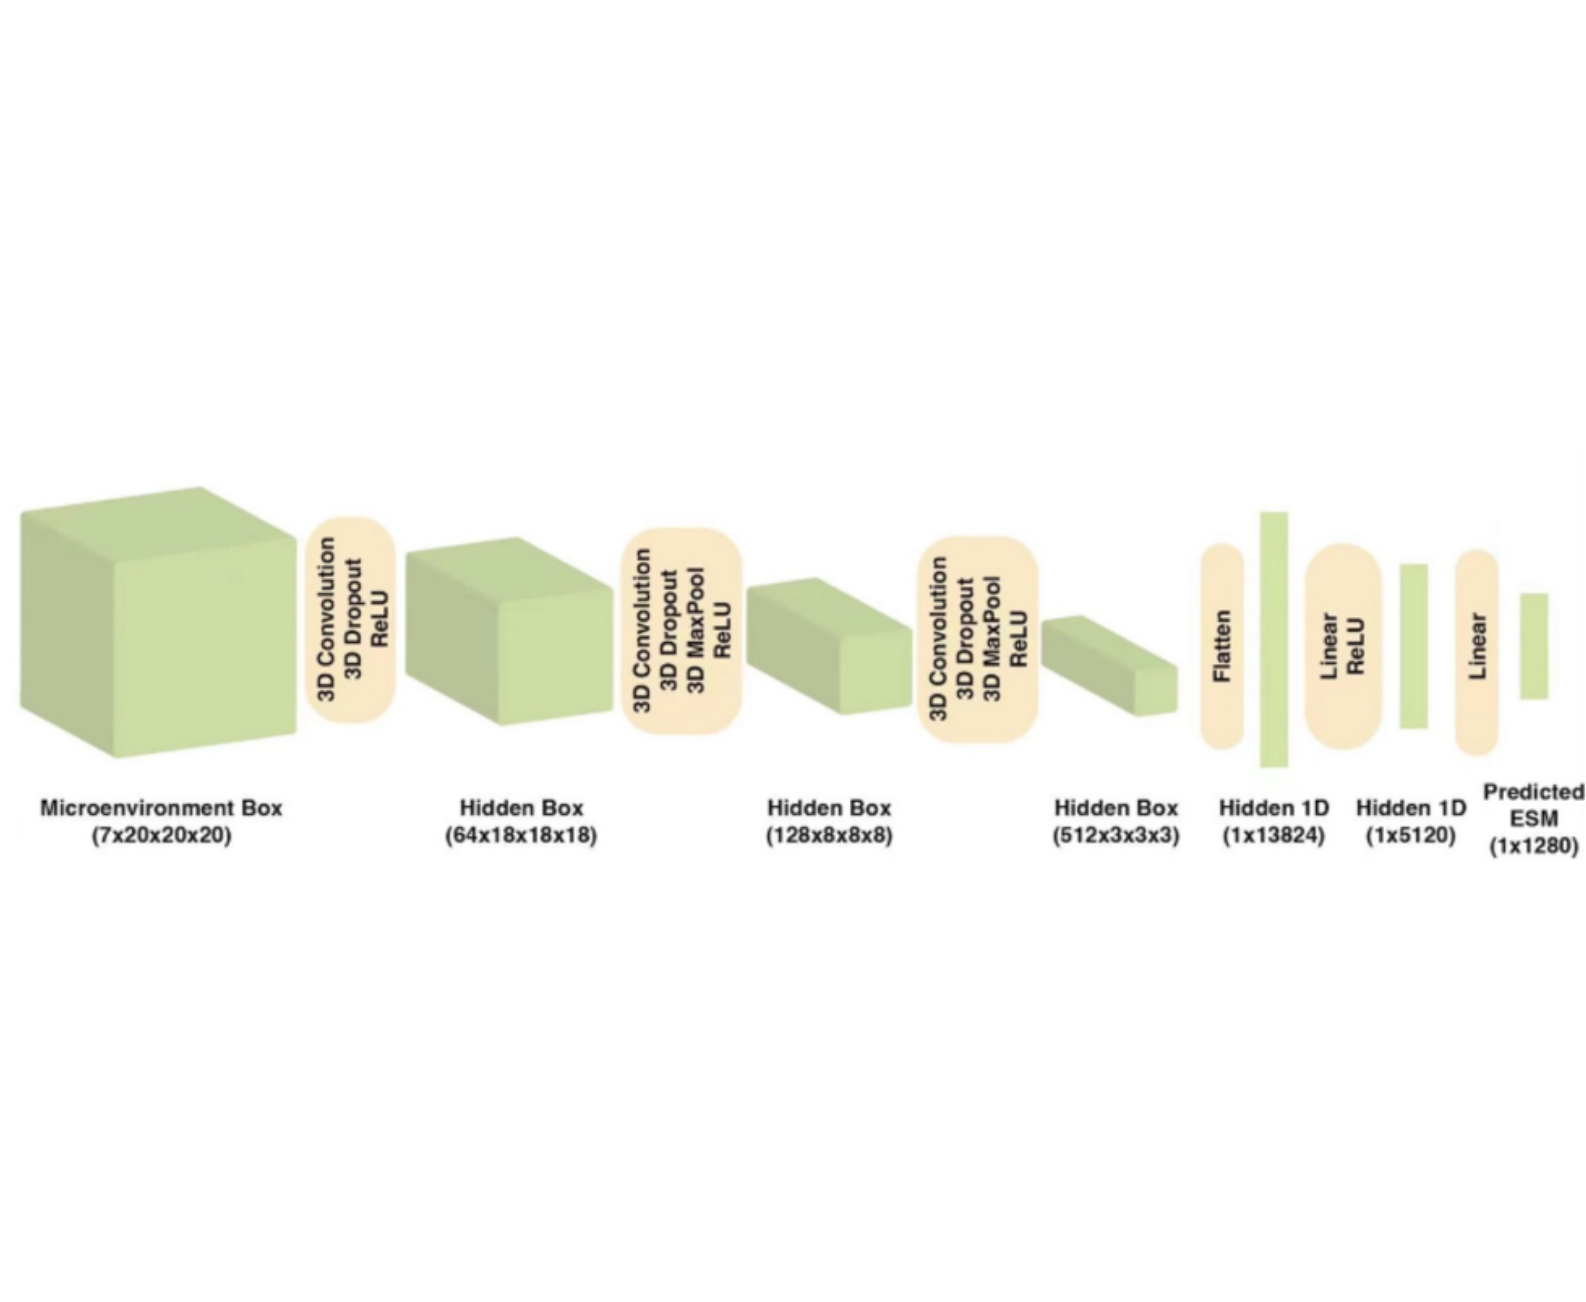 3D Convolution
3D Dropout
ReLU
3D Convolution
3D Dropout
3D MaxPool
ReLU
3D Convolution
3D Dropout
3D MaxPool
ReLU
Flatten
Linear
ReLU
Linear
Microenvironment Box
(7x20x20x20)
Hidden Box
(64x18x18x18)
Hidden Box
(128x8x8x8)
Hidden Box
(512x3x3x3)
Hidden 1D
(1x13824)
Hidden 1D
(1x5120)
Predicted
ESM
(1x1280)